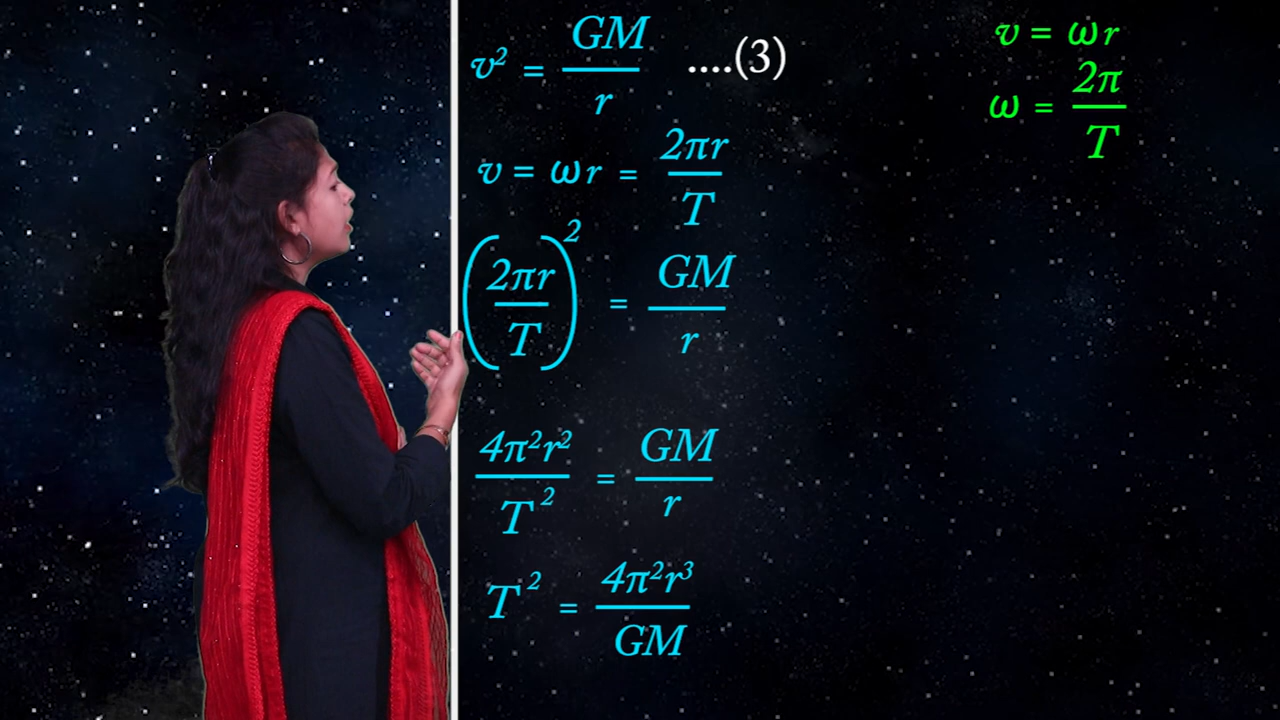 v² = GM/r ....(3)
v = ωr = 2πr/T
(2πr/T)² = GM/r
4π²r²/T² = GM/r
T² = 4π²r³/GM
v = ωr
ω = 2π/T